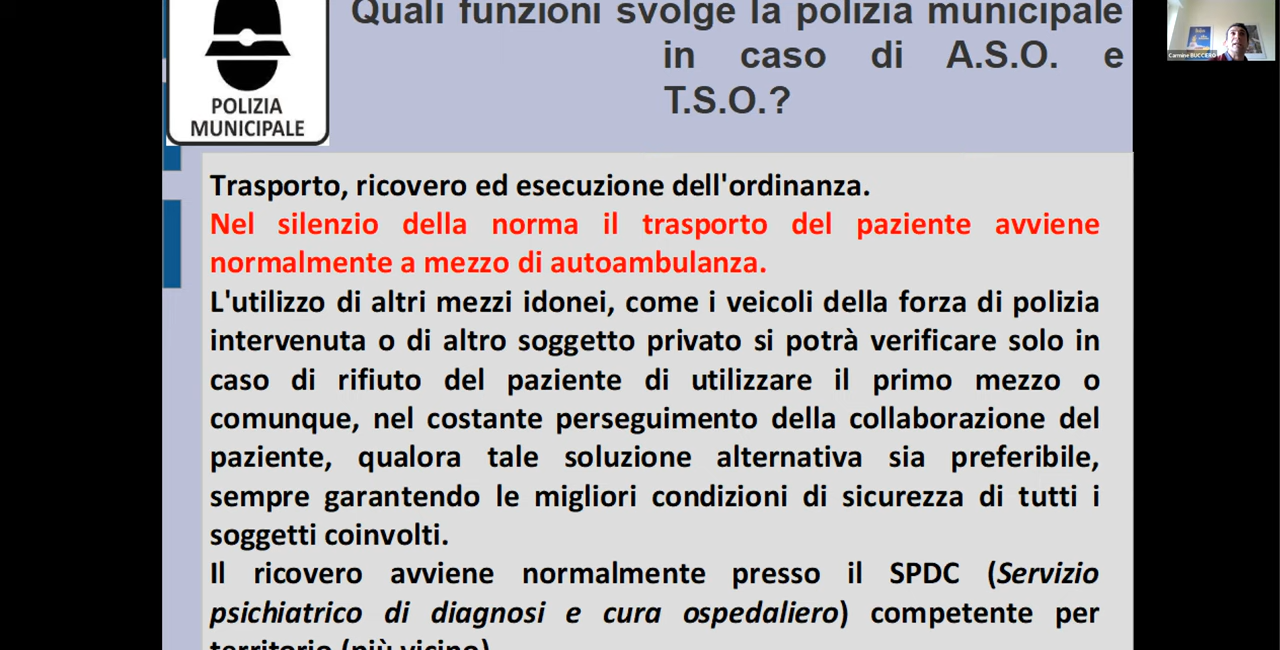 Quali funzioni svolge la polizia municipale
in caso di A.S.O. e
T.S.O.?
POLIZIA
MUNICIPALE
Carmine BUCCERO
Trasporto, ricovero ed esecuzione dell'ordinanza.
Nel silenzio della norma il trasporto del paziente avviene
normalmente a mezzo di autoambulanza.
L'utilizzo di altri mezzi idonei, come i veicoli della forza di polizia
intervenuta o di altro soggetto privato si potrà verificare solo in
caso di rifiuto del paziente di utilizzare il primo mezzo o
comunque, nel costante perseguimento della collaborazione del
paziente, qualora tale soluzione alternativa sia preferibile,
sempre garantendo le migliori condizioni di sicurezza di tutti i
soggetti coinvolti.
Il ricovero avviene normalmente presso il SPDC (Servizio
psichiatrico di diagnosi e cura ospedaliero) competente per
territorio (più vicino)